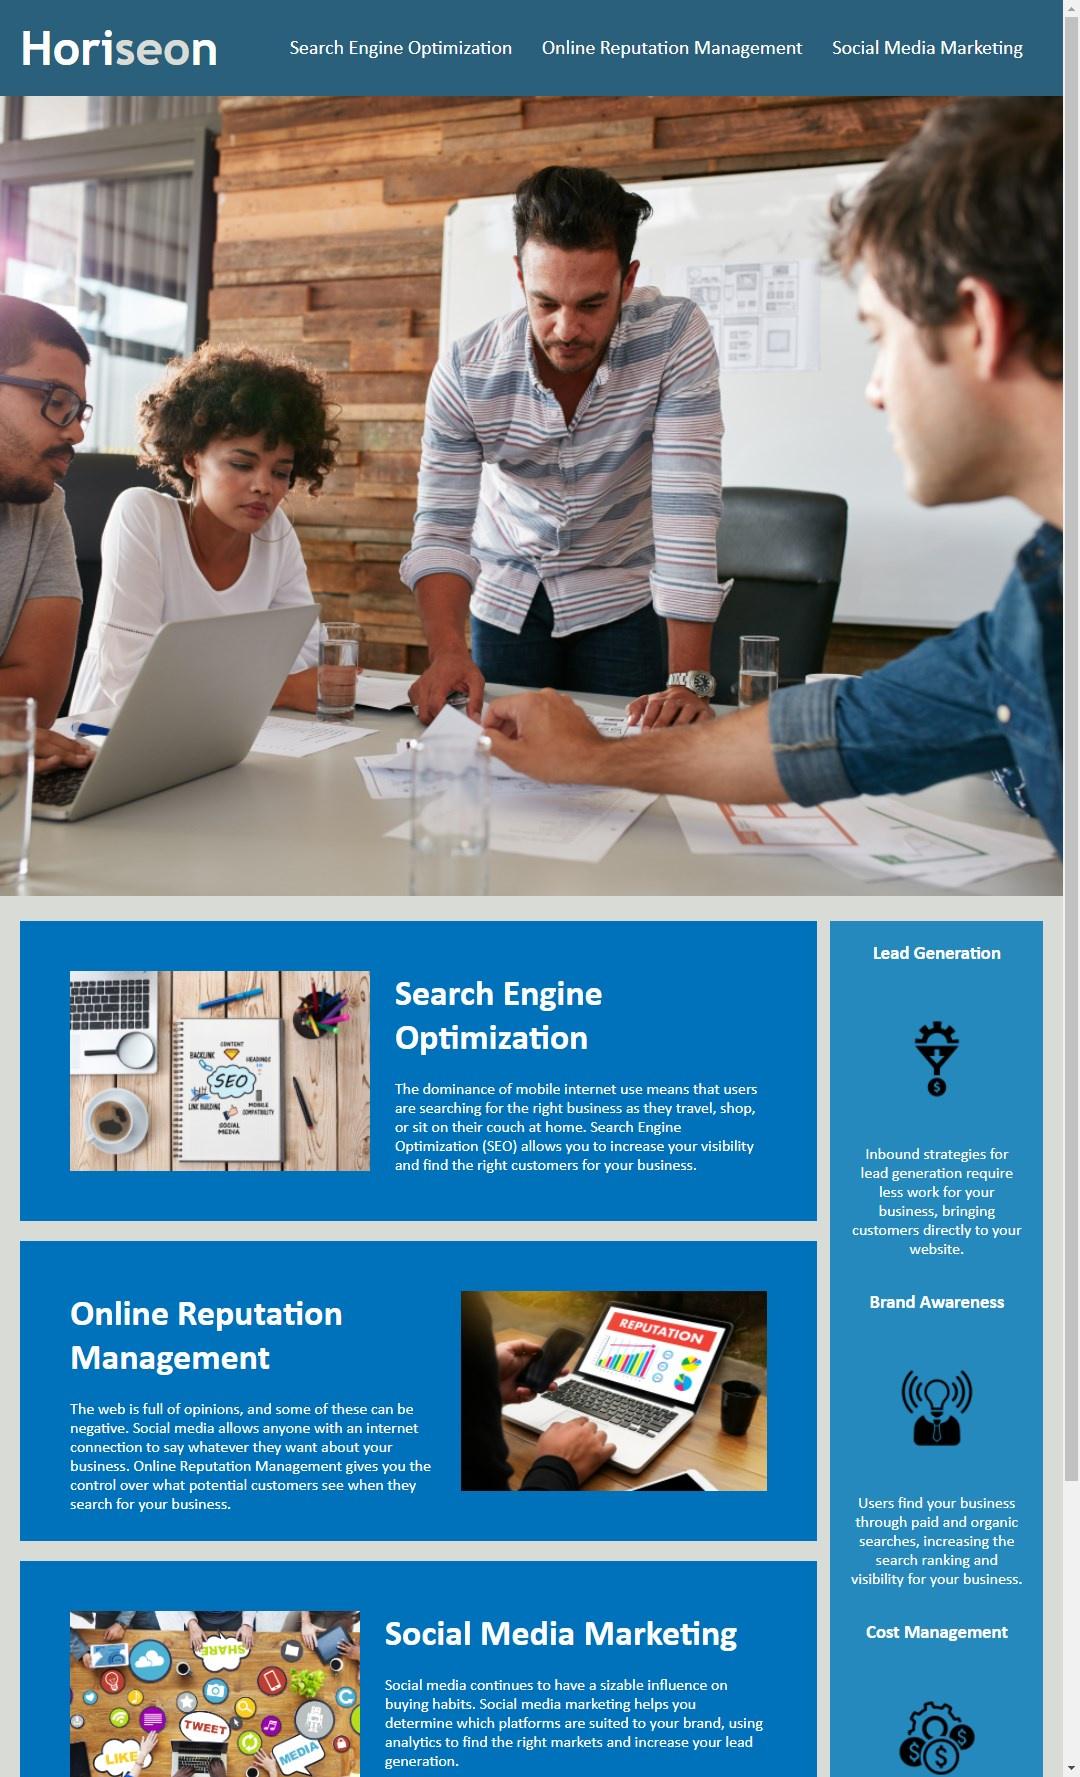 Horiseon
Search Engine Optimization
Online Reputation Management
Social Media Marketing
Search Engine
Optimization
The dominance of mobile internet use means that users
are searching for the right business as they travel, shop,
or sit on their couch at home. Search Engine
Optimization (SEO) allows you to increase your visibility
and find the right customers for your business.
CONTENT
BACKLINK
HEADINGS
SEO
LINK BUILDING
MOBILE
COMPATIBILITY
SOCIAL
MEDIA
Online Reputation
Management
The web is full of opinions, and some of these can be
negative. Social media allows anyone with an internet
connection to say whatever they want about your
business. Online Reputation Management gives you the
control over what potential customers see when they
search for your business.
REPUTATION
Social Media Marketing
Social media continues to have a sizable influence on
buying habits. Social media marketing helps you
determine which platforms are suited to your brand, using
analytics to find the right markets and increase your lead
generation.
SHARE
TWEET
LIKE
MEDIA
Lead Generation
$
Inbound strategies for
lead generation require
less work for your
business, bringing
customers directly to your
website.
Brand Awareness
Users find your business
through paid and organic
searches, increasing the
search ranking and
visibility for your business.
Cost Management
$ $ $